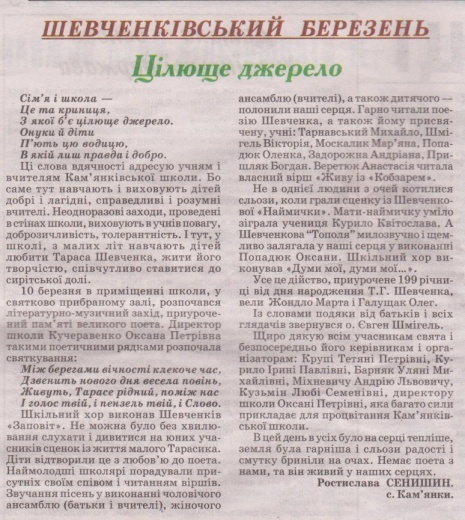 ШЕВЧЕНКІВСЬКИЙ БЕРЕЗЕНЬ
Цілюще джерело
Сім'я і школа —
Це та криниця,
З якої б'є цілюще джерело.
Онуки й діти
П'ють цю водицю,
В якій лиш правда і добро.
Ці слова вдячності адресую учням і
вчителям Кам'янківської школи. Бо
саме тут навчають і виховують дітей
добрі і лагідні, справедливі і розумні
вчителі. Неодноразові заходи, проведені
в стінах школи, виховують в учнів повагу,
доброзичливість, толерантність. І тут, у
школі, з малих літ навчають дітей
любити Тараса Шевченка, жити його
творчістю, співчутливо ставитися до
сирітської долі.
10 березня в приміщенні школи, у
святково прибраному залі, розпочався
літературно-музичний захід, приурочений
пам'яті великого поета. Директор
школи Кучеравенко Оксана Петрівна
такими поетичними рядками розпочала
святкування:
Між берегами вічності клекоче час,
Дзвенить нового дня весела повінь,
Живуть, Тарасе рідний, поміж нас
І голос твій, і пензель твій, і Слово.
Шкільний хор виконав Шевченків
«Заповіт». Не можна було без хвилювання
слухати і дивитися на юних учасників
сценок із життя малого Тарасика.
Діти відтворили це з любов'ю до поета.
Наймолодші школярі порадували присутніх
своїм співом і читанням віршів.
Звучання пісень у виконанні чоловічого
ансамблю (батьки і вчителі), жіночого
ансамблю (вчителі), а також дитячого —
полонили наші серця. Гарно читали поезію
Шевченка, а також йому присвячену,
учні: Тарнавський Михайло, Шмігель
Вікторія, Москалик Мар'яна, Попадюк
Оленка, Задорожна Андріана, Пришляк
Богдан. Веретюк Анастасія читала
власний вірш «Живу із «Кобзарем».
Не в однієї людини з очей котилися
сльози, коли грали сценку із Шевченкової
«Наймички». Мати-наймичку уміло
зіграла учениця Курило Квітослава. А
Шевченкова "Тополя" милозвучно і щемливо
залягала у наші серця у виконанні
Попадюк Оксани. Шкільний хор виконував
«Думи мої, думи мої...».
Усе це дійство, приурочене 199 річниці
від дня народження Т.Г. Шевченка,
вели Жондло Марта і Галущак Олег.
Із словами подяки від батьків і всіх
глядачів звернувся о. Євген Шмігель.
Щиро дякую всім учасникам свята і
безпосередньо його керівникам і організаторам:
Крупі Тетяні Петрівні, Курило
Ірині Павлівні, Барняк Уляні Михайлівні,
Міхневичу Андрію Львовичу,
Кузьмін Любі Семенівні, директору
школи Оксані Петрівні, яка багато сили
прикладає для процвітання Кам'янківської
школи.
В цей день в усіх було на серці тепліше,
земля була гарніша і сльози радості і
смутку бриніли на очах. Немає поета з
нами, та він живий у наших серцях.
Ростислава СЕНИШИН.
с. Кам'янки.